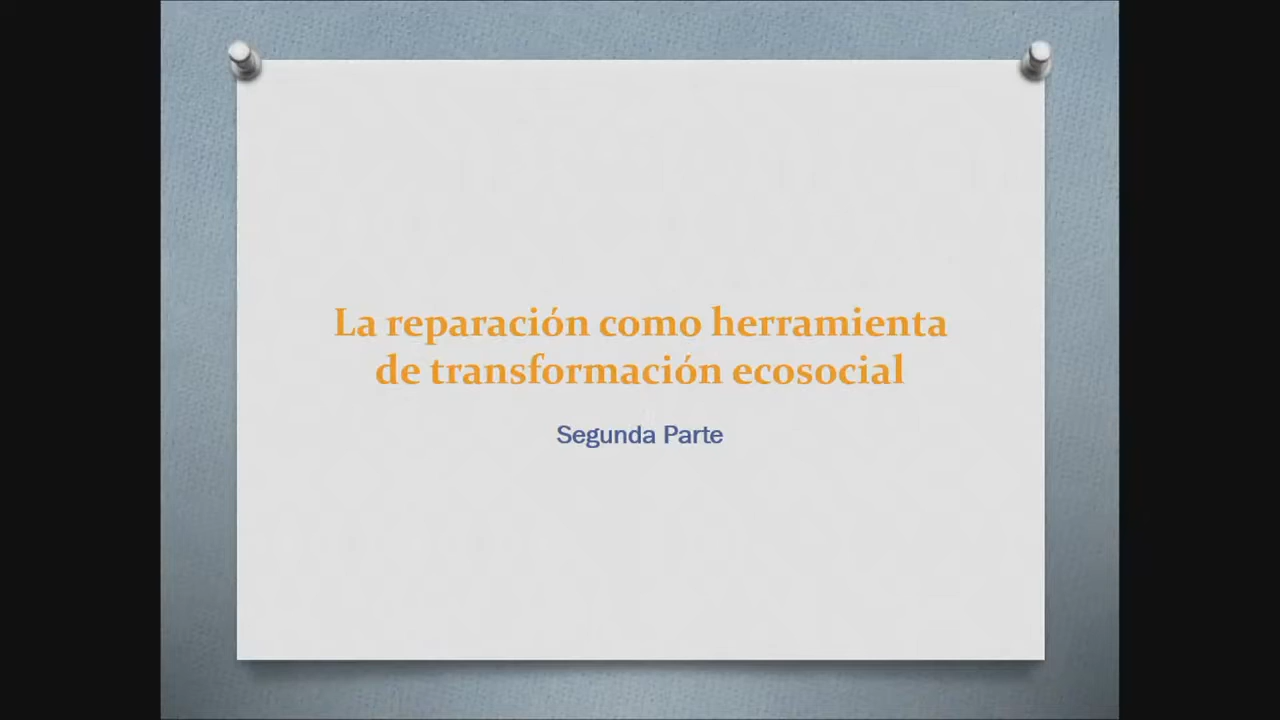 La reparación como herramienta
de transformación ecosocial
Segunda Parte